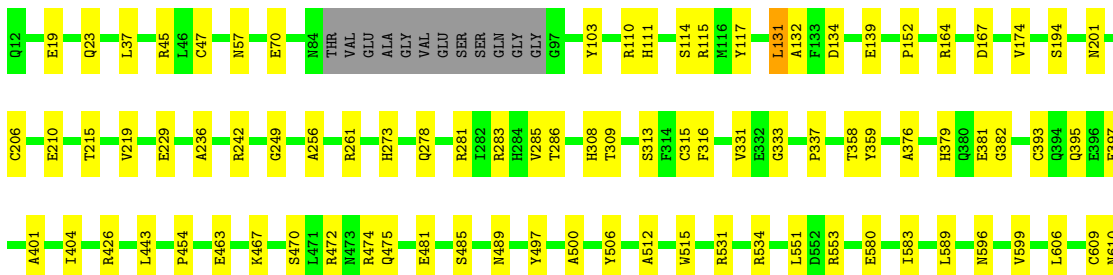 Q12 E19 Q23 L37 R45 L46 C47 N57 E70 N84 THR VAL GLU ALA GLY VAL GLU SER SER GLN GLY GLY G97 Y103 R110 H111 S114 R115 M116 Y117 L131 A132 F133 D134 E139 P152 R164 D167 V174 S194 N201
C206 E210 T215 V219 E229 A236 R242 G249 A256 R261 H273 Q278 R281 I282 R283 H284 V285 T286 H308 T309 S313 F314 C315 F316 V331 E332 G333 P337 T358 Y359 A376 H379 Q380 E381 G382 C393 Q394 Q395 E396
A401 I404 R426 L443 P454 E463 K467 S470 L471 R472 N473 R474 Q475 E481 S485 N489 Y497 A500 Y506 A512 W515 R531 R534 L551 D552 R553 E580 I583 L589 N596 V599 L606 C609